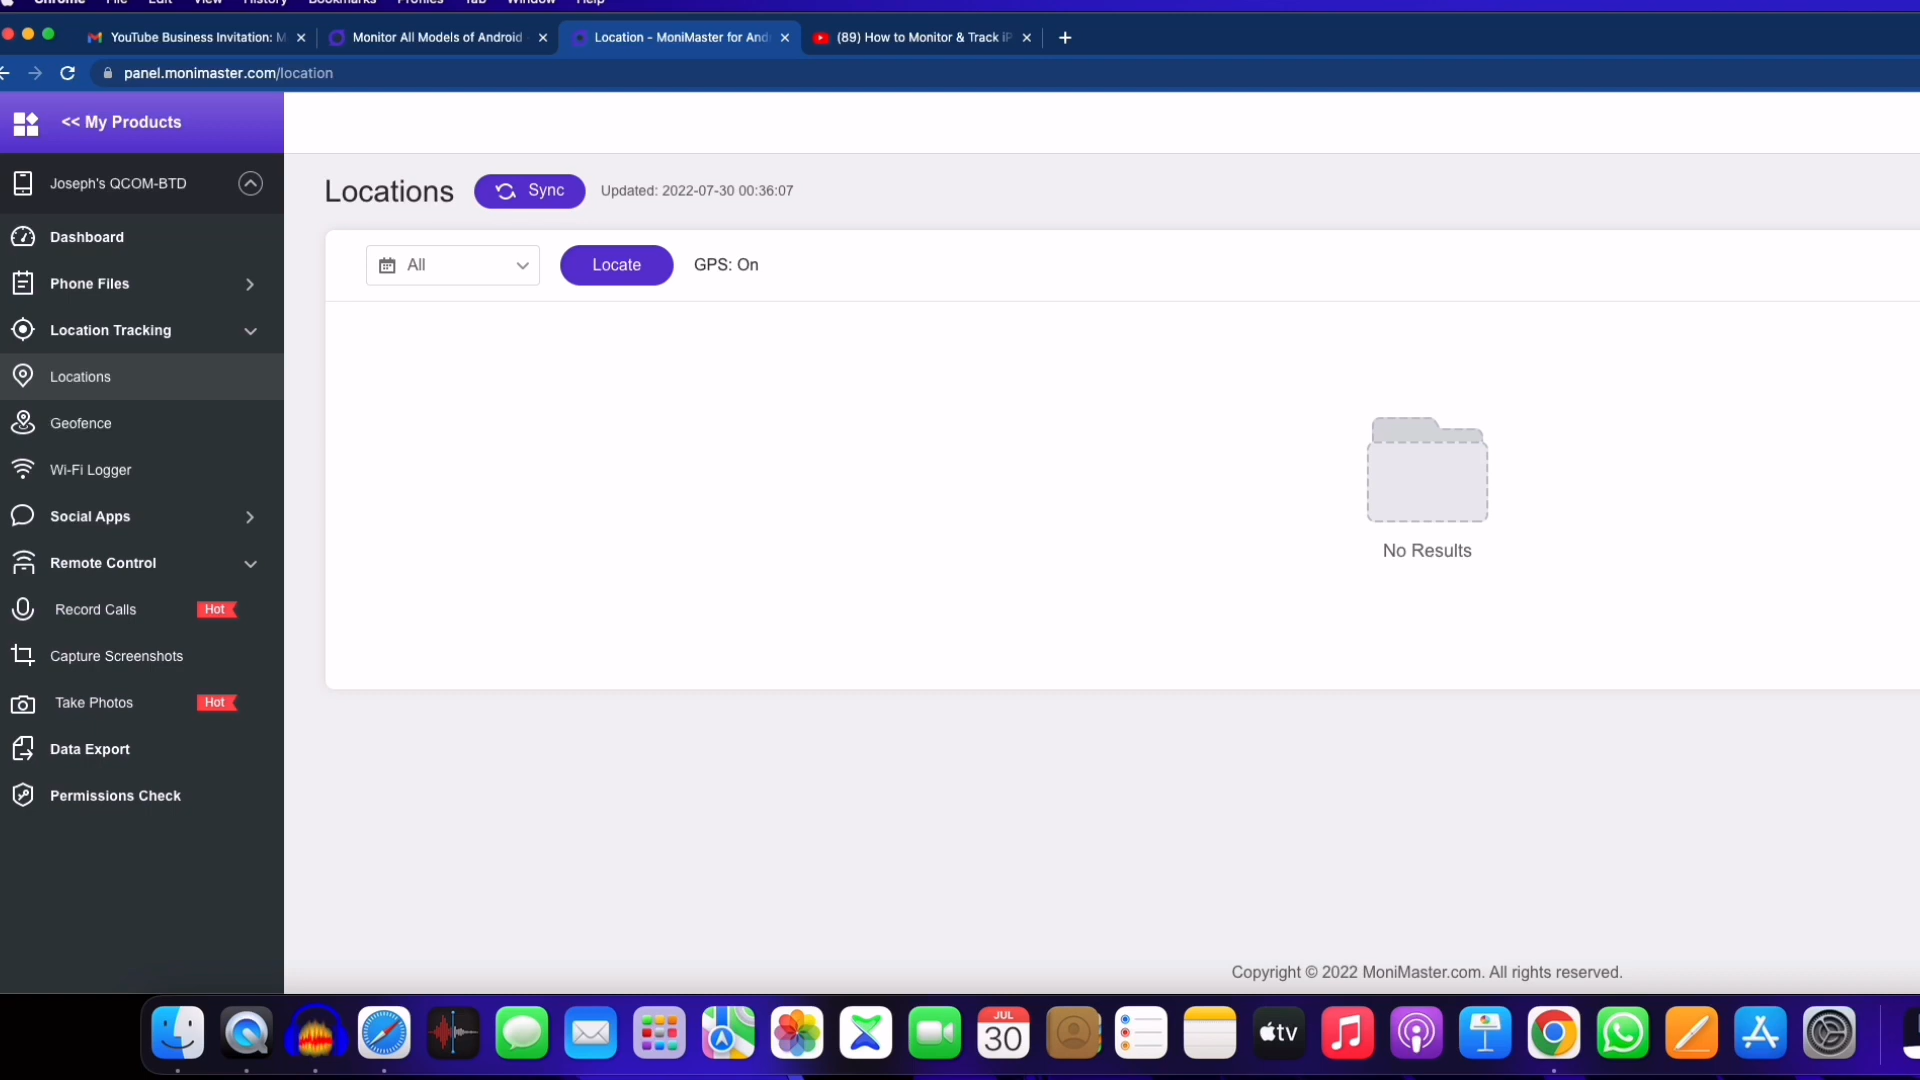 Chrome File Edit View History Bookmarks Profiles Tab Window Help
YouTube Business Invitation: M
Monitor All Models of Android
Location - MoniMaster for And
(89) How to Monitor & Track iP
panel.monimaster.com/location
<< My Products
Joseph's QCOM-BTD
Dashboard
Phone Files
Location Tracking
Locations
Geofence
Wi-Fi Logger
Social Apps
Remote Control
Record Calls Hot
Capture Screenshots
Take Photos Hot
Data Export
Permissions Check
Locations Sync Updated: 2022-07-30 00:36:07
All Locate GPS: On
No Results
Copyright © 2022 MoniMaster.com. All rights reserved.
JUL
30
tv